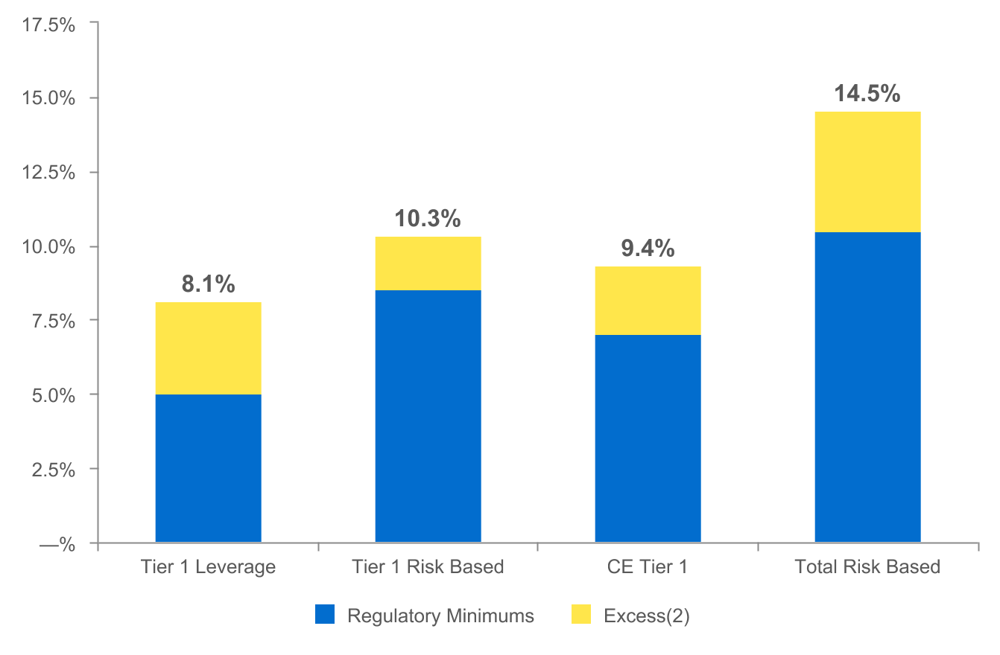 17.5%
15.0%
14.5%
12.5%
10.3%
10.0%
9.4%
8.1%
7.5%
5.0%
2.5%
—%
Tier 1 Leverage
Tier 1 Risk Based
CE Tier 1
Total Risk Based
Regulatory Minimums
Excess(2)